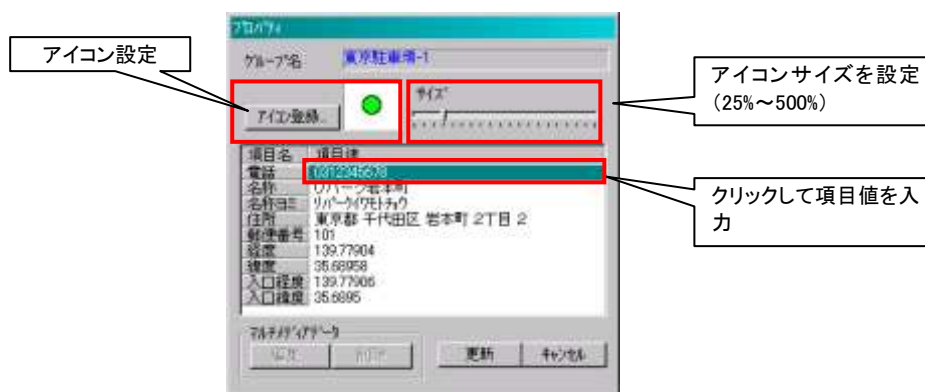 プロパティ
アイコン設定
グループ名 東京駐車場-1
アイコンサイズを設定
(25%～500%)
アイコン登録...
サイズ
項目名 項目値
電話 0312345678
名称 リパーク岩本町
名称ヨミ リパークイワモトチョウ
クリックして項目値を入
力
住所 東京都 千代田区 岩本町 2丁目 2
郵便番号 101
経度 139.77904
緯度 35.68958
入口経度 139.77906
入口緯度 35.6895
マルチメディアデータ
更新 キャンセル